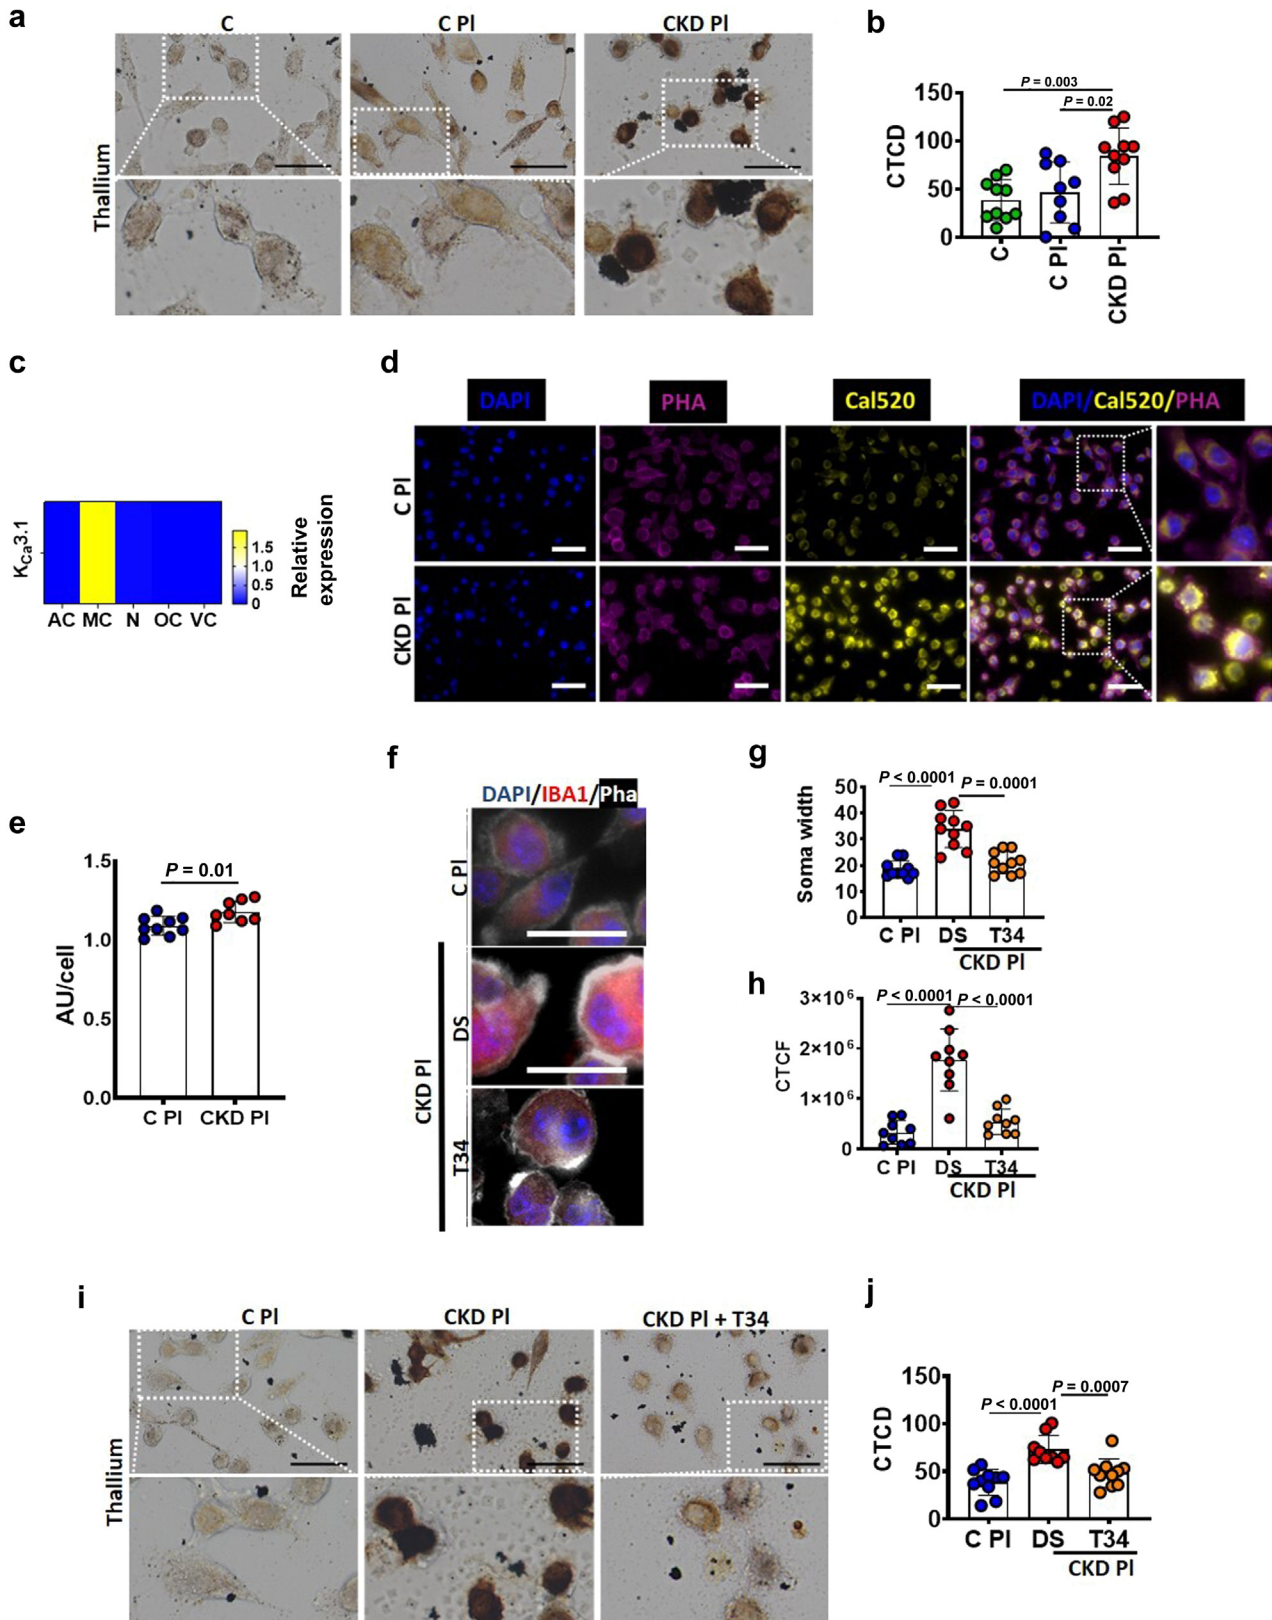 a
C
C Pl
CKD Pl
Thallium
b
P = 0.003
P = 0.02
CTCD
150
100
50
0
C
C Pl
CKD Pl
c
KCa3.1
AC MC N OC VC
1.5
1.0
0.5
0
Relative
expression
d
DAPI
PHA
Cal520
DAPI/Cal520/PHA
C Pl
CKD Pl
e
P = 0.01
AU/cell
1.5
1.0
0.5
0.0
C Pl CKD Pl
f
DAPI/IBA1/Pha
C Pl
DS
T34
CKD Pl
g
P < 0.0001 P = 0.0001
Soma width
50
40
30
20
10
0
C Pl DS T34
CKD Pl
h
P < 0.0001 P < 0.0001
CTCF
3×10⁶
2×10⁶
1×10⁶
0
C Pl DS T34
CKD Pl
i
C Pl
CKD Pl
CKD Pl + T34
Thallium
j
P = 0.0007
P < 0.0001
CTCD
150
100
50
0
C Pl DS T34
CKD Pl